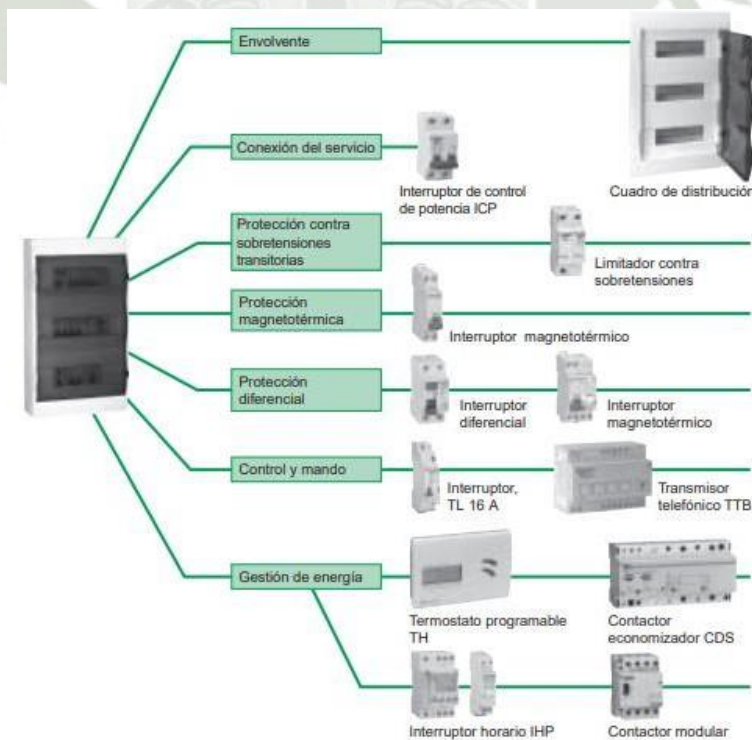 Envolvente
Conexión del servicio
Interruptor de control
de potencia ICP
Cuadro de distribución
Protección contra
sobretensiones
transitorias
Limitador contra
sobretensiones
Protección
magnetotérmica
Interruptor magnetotérmico
Protección
diferencial
Interruptor
diferencial
Interruptor
magnetotérmico
Control y mando
Interruptor,
TL 16 A
Transmisor
telefónico TTB
Gestión de energía
Termostato programable
TH
Contactor
economizador CDS
Interruptor horario IHP
Contactor modular